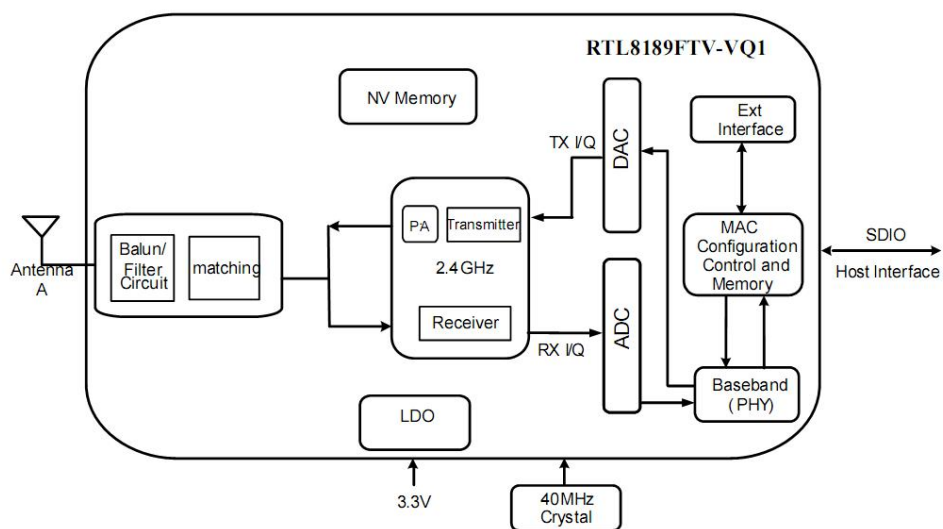 RTL8189FTV-VQ1
NV Memory
Ext
Interface
DAC
TX I/Q
PA
Transmitter
2.4GHz
Receiver
MAC
Configuration
Control and
Memory
SDIO
Host Interface
Antenna
A
Balun/
Filter
Circuit
matching
ADC
RX I/Q
Baseband
(PHY)
LDO
3.3V
40MHz
Crystal